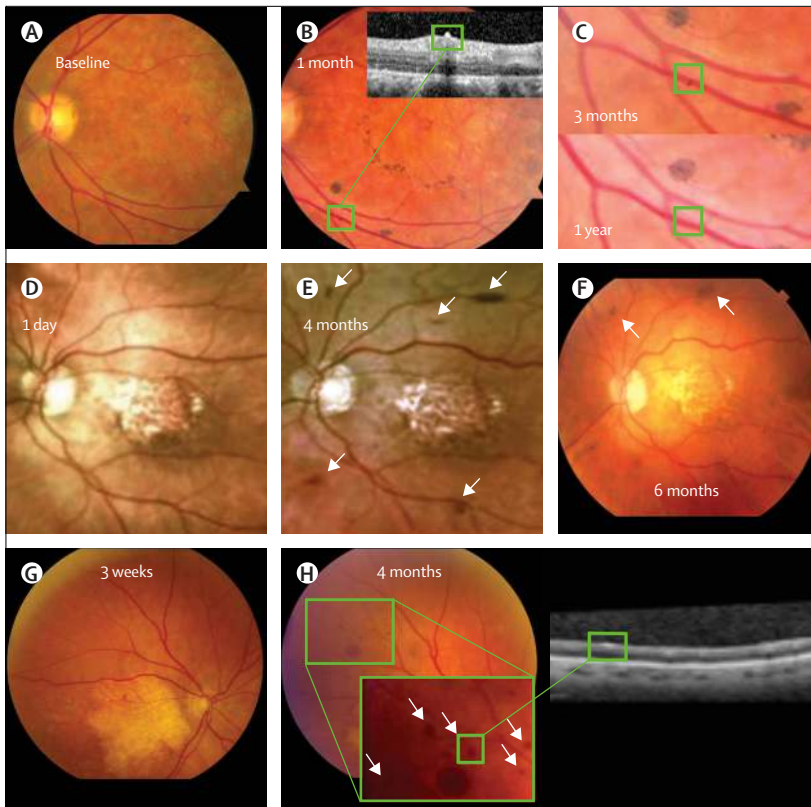 A
Baseline
B
1 month
C
3 months
1 year
D
1 day
E
4 months
F
6 months
G
3 weeks
H
4 months